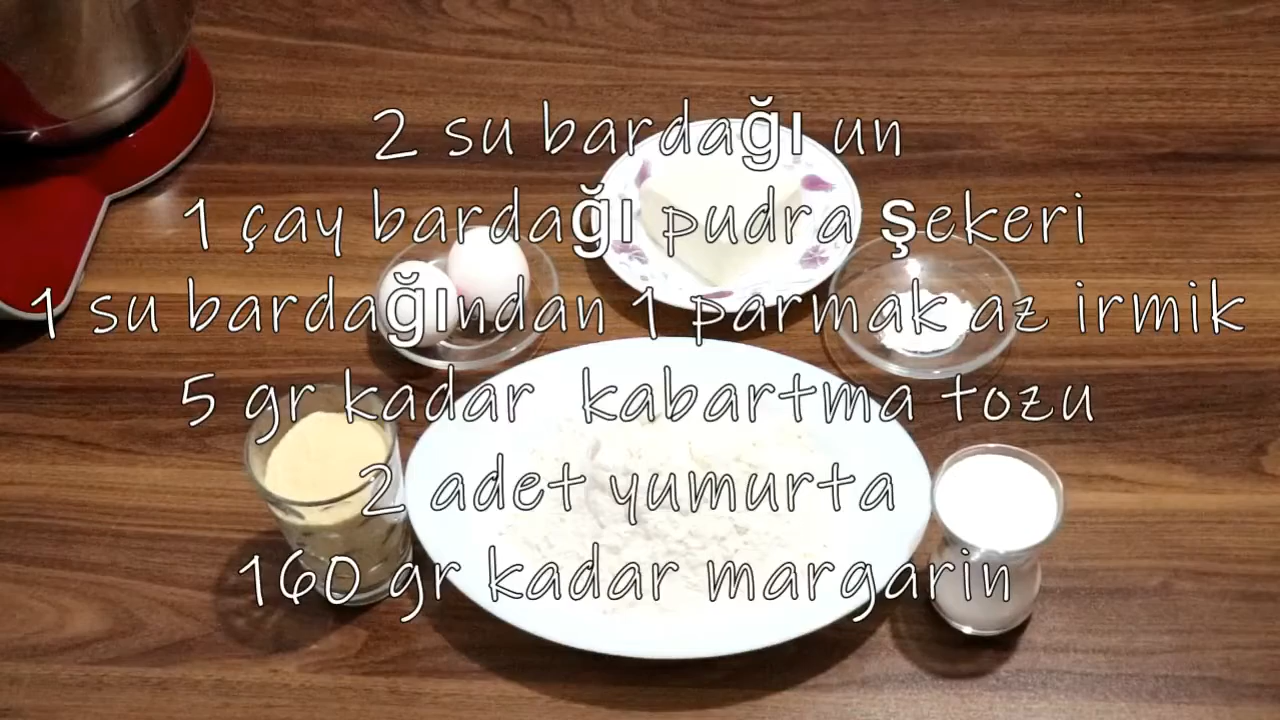 2 su bardağı un
1 çay bardağı pudra şekeri
1 su bardağından 1 parmak az irmik
5 gr kadar kabartma tozu
2 adet yumurta
160 gr kadar margarin